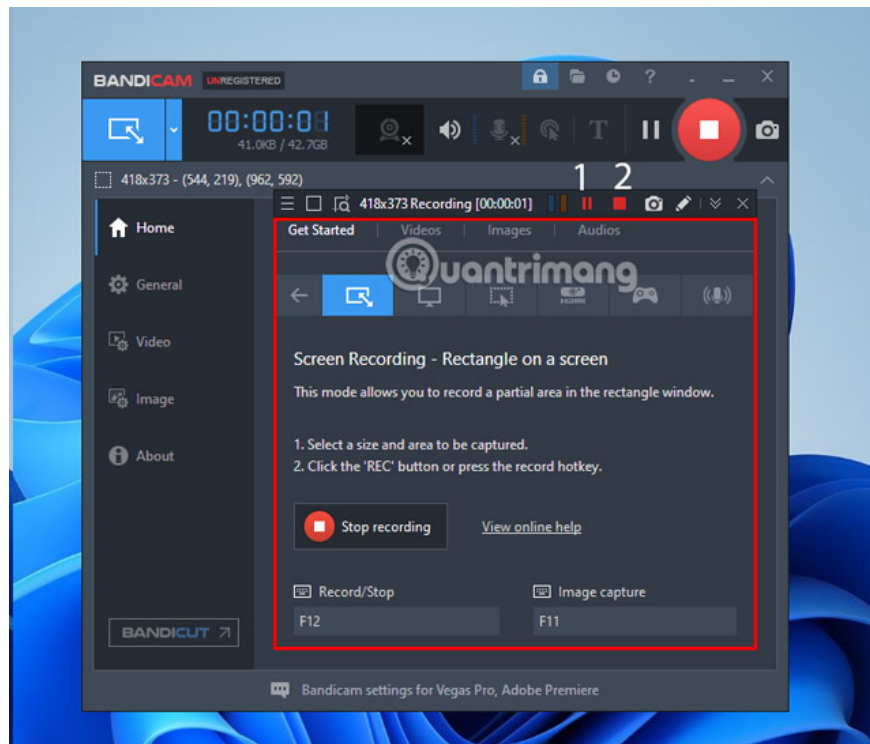 BANDICAM UNREGISTERED ?
00:00:01
41.0KB / 42.7GB
T
418x373 - (544, 219), (962, 592)
1 2
418x373 Recording [00:00:01]
Home
General
Video
Image
About
Get Started Videos Images Audios
Quantrimang
HDMI
Screen Recording - Rectangle on a screen
This mode allows you to record a partial area in the rectangle window.
1. Select a size and area to be captured.
2. Click the 'REC' button or press the record hotkey.
Stop recording View online help
Record/Stop Image capture
F12 F11
BANDICUT
Bandicam settings for Vegas Pro, Adobe Premiere